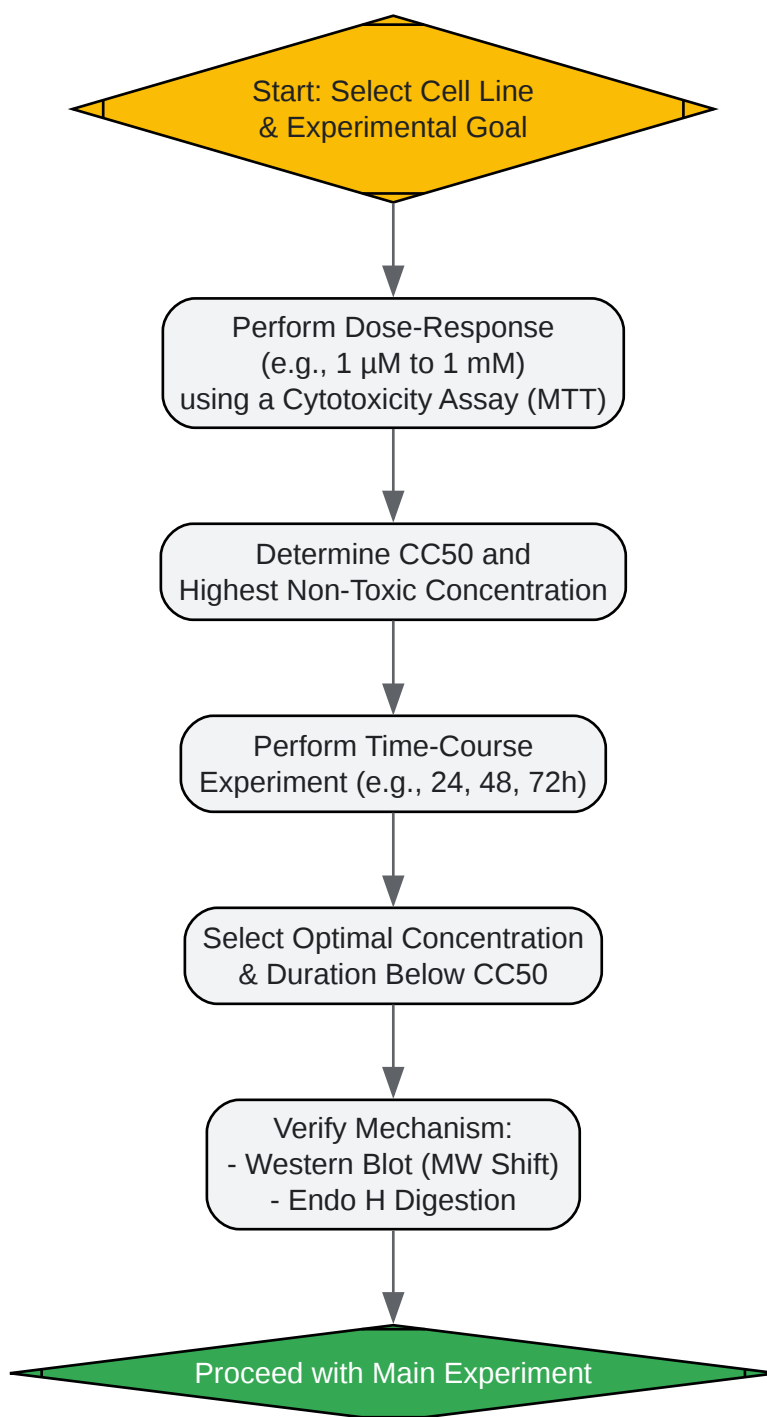 Start: Select Cell Line
& Experimental Goal
Perform Dose-Response
(e.g., 1 µM to 1 mM)
using a Cytotoxicity Assay (MTT)
Determine CC50 and
Highest Non-Toxic Concentration
Perform Time-Course
Experiment (e.g., 24, 48, 72h)
Select Optimal Concentration
& Duration Below CC50
Verify Mechanism:
- Western Blot (MW Shift)
- Endo H Digestion
Proceed with Main Experiment